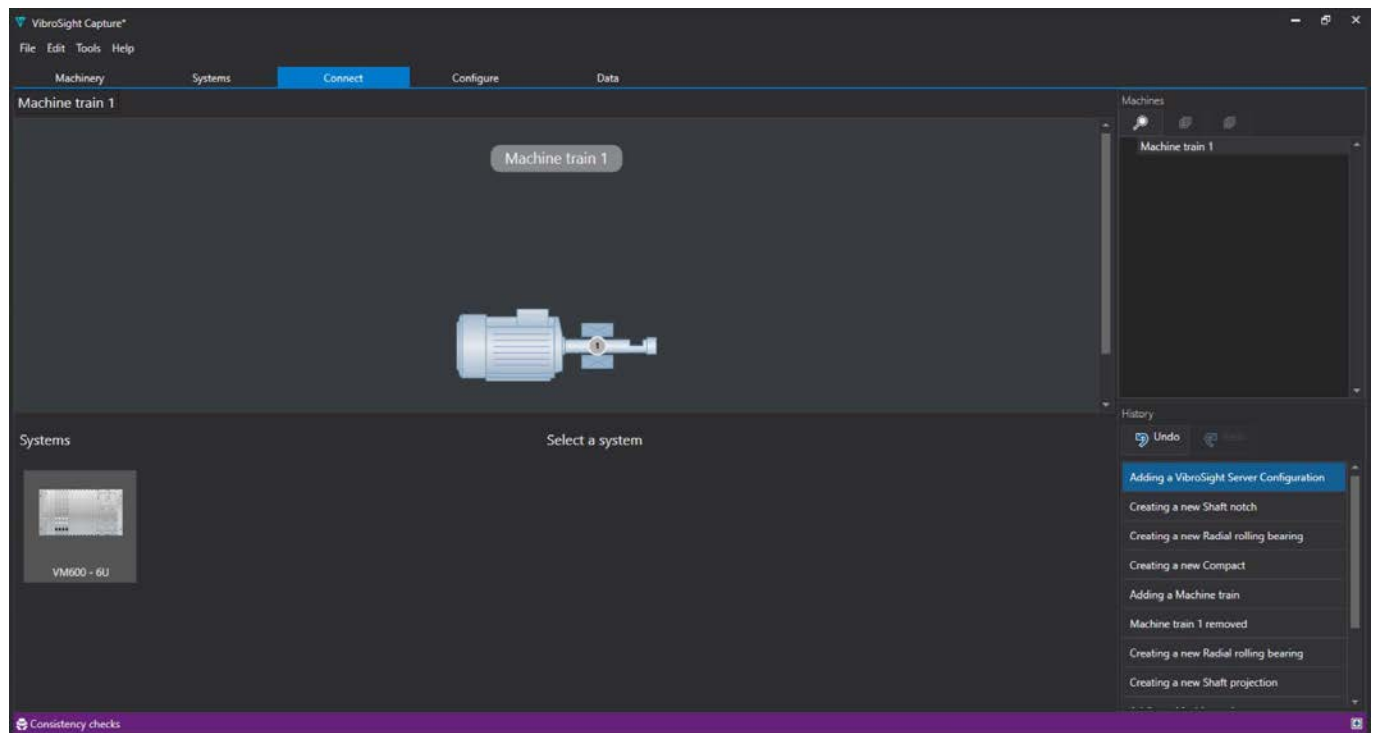 VibroSight Capture*
File Edit Tools Help
Machinery Systems Connect Configure Data
Machine train 1
Machine train 1
1
Systems
Select a system
VM600 - 6U
Machines
Machine train 1
History
Undo
Adding a VibroSight Server Configuration
Creating a new Shaft notch
Creating a new Radial rolling bearing
Creating a new Compact
Adding a Machine train
Machine train 1 removed
Creating a new Radial rolling bearing
Creating a new Shaft projection
Consistency checks